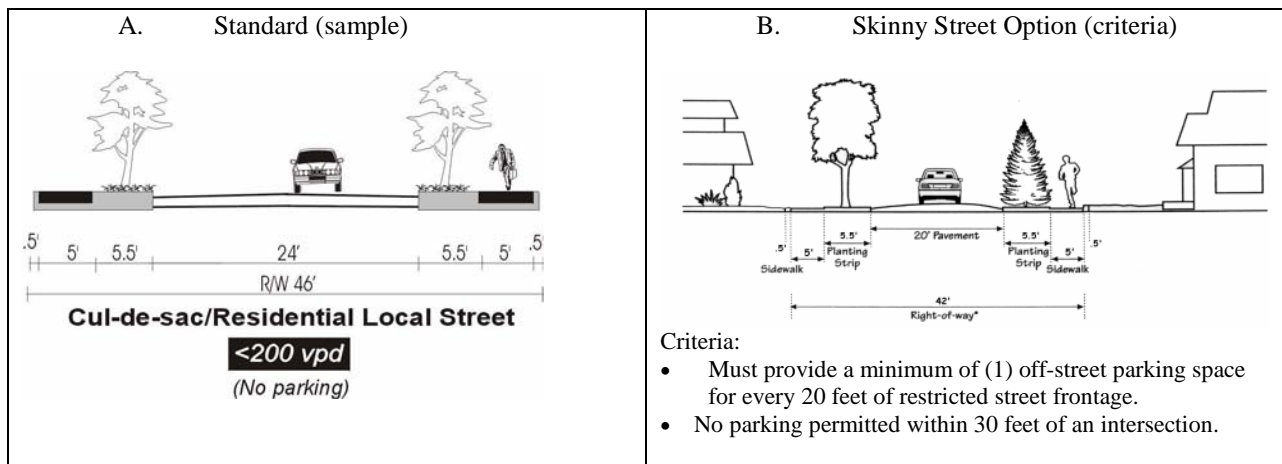 A. Standard (sample)
.5' 5' 5.5' 24' 5.5' 5' .5'
R/W 46'
Cul-de-sac/Residential Local Street
<200 vpd
(No parking)
B. Skinny Street Option (criteria)
.5' 5' 5.5' 20' Pavement 5.5' 5' .5'
Sidewalk Planting Strip Planting Strip Sidewalk
42'
Right-of-way*
Criteria:
• Must provide a minimum of (1) off-street parking space
for every 20 feet of restricted street frontage.
• No parking permitted within 30 feet of an intersection.